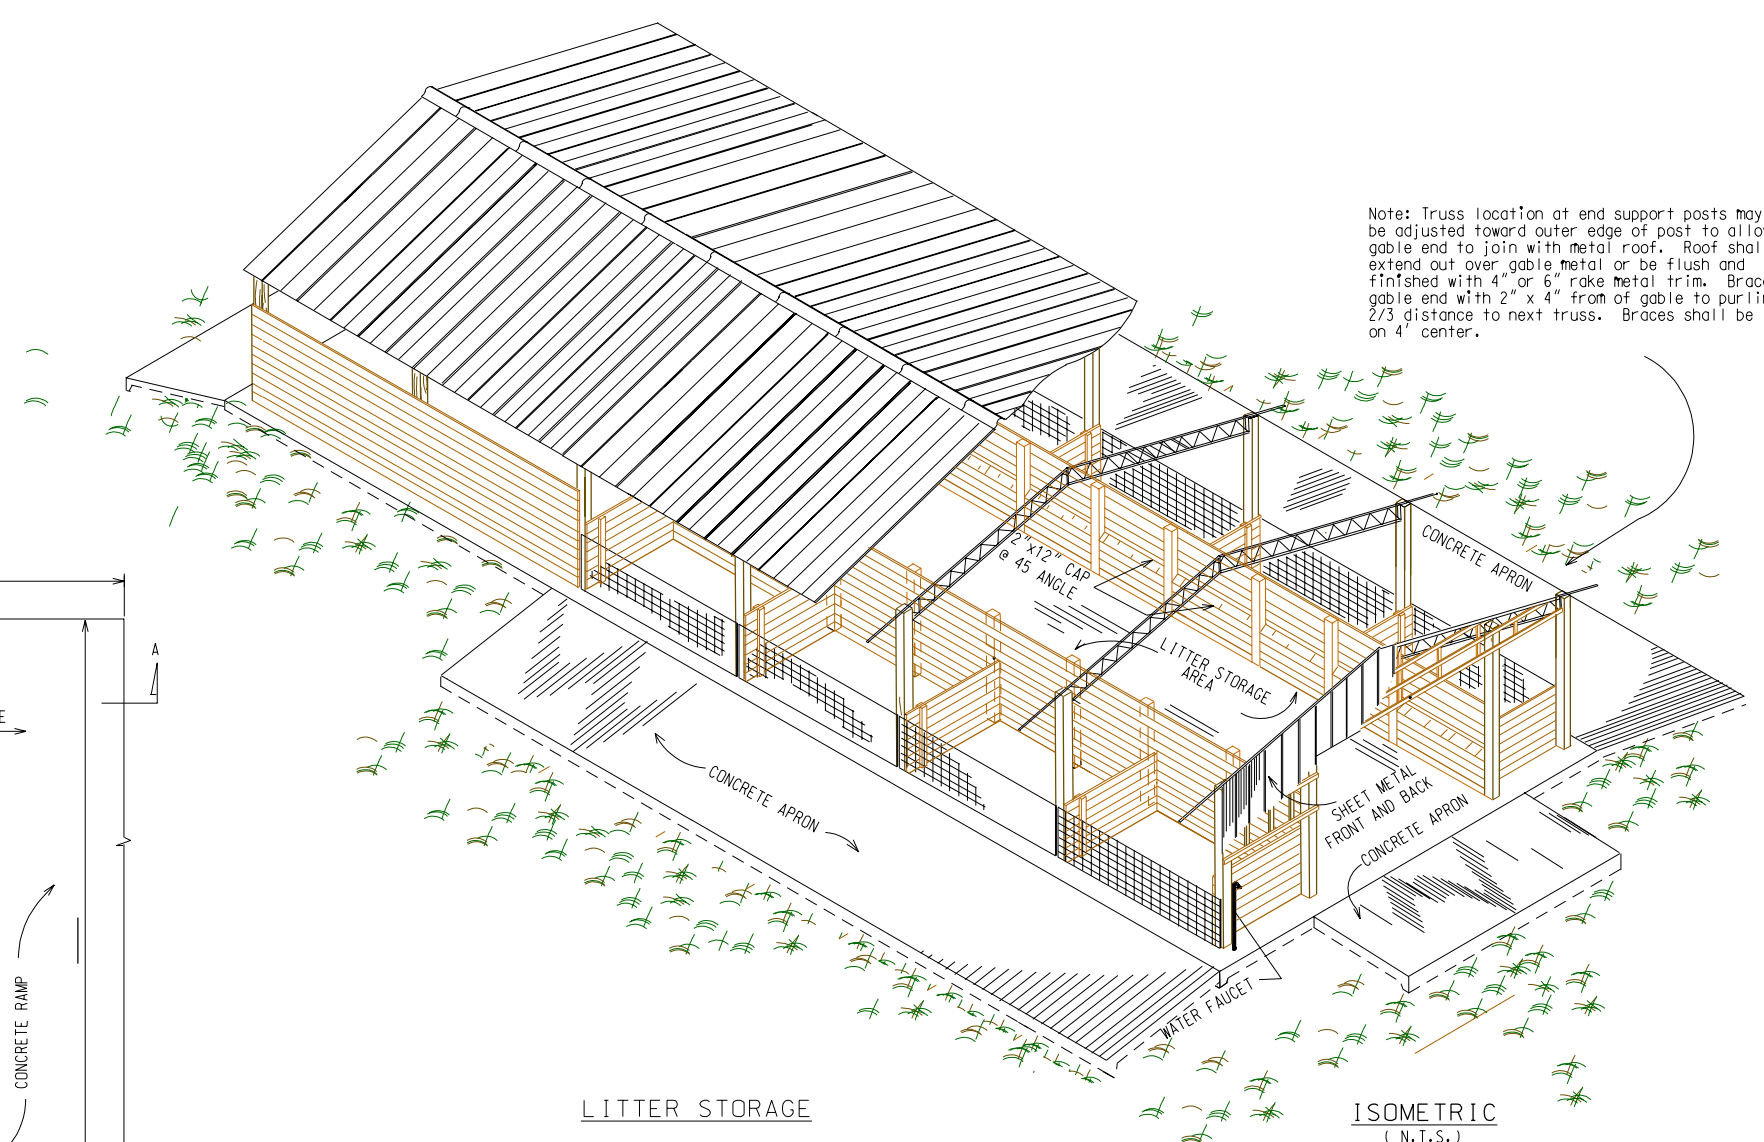 Note: Truss location at end support posts may
be adjusted toward outer edge of post to allo
gable end to join with metal roof. Roof shal
extend out over gable metal or be flush and
finished with 4" or 6" rake metal trim. Brac
gable end with 2" x 4" from of gable to purli
2/3 distance to next truss. Braces shall be
on 4' center.
CONCRETE APRON
2"x12" CAP
@ 45 ANGLE
LITTER STORAGE
AREA
A
E
CONCRETE APRON
SHEET METAL
FRONT AND BACK
CONCRETE APRON
WATER FAUCET
CONCRETE RAMP
LITTER STORAGE
ISOMETRIC
( N.T.S.)